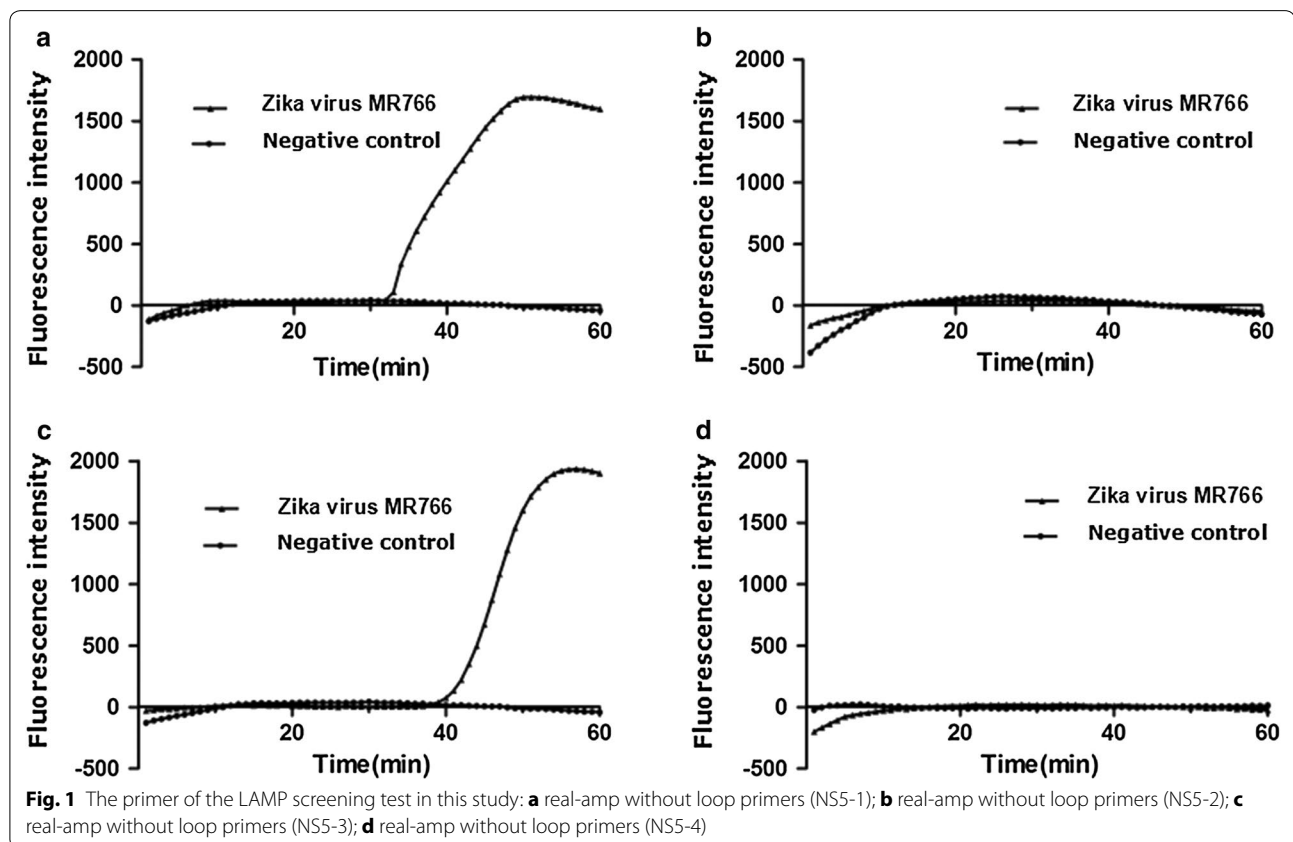 a
2000
1500
1000
500
0
-500
Fluorescence intensity
Zika virus MR766
Negative control
20
40
60
Time(min)
b
2000
1500
1000
500
0
-500
Fluorescence intensity
Zika virus MR766
Negative control
20
40
60
Time(min)
c
2000
1500
1000
500
0
-500
Fluorescence intensity
Zika virus MR766
Negative control
20
40
60
Time(min)
d
2000
1500
1000
500
0
-500
Fluorescence intensity
Zika virus MR766
Negative control
20
40
60
Time(min)
Fig. 1 The primer of the LAMP screening test in this study: a real-amp without loop primers (NS5-1); b real-amp without loop primers (NS5-2); c
real-amp without loop primers (NS5-3); d real-amp without loop primers (NS5-4)